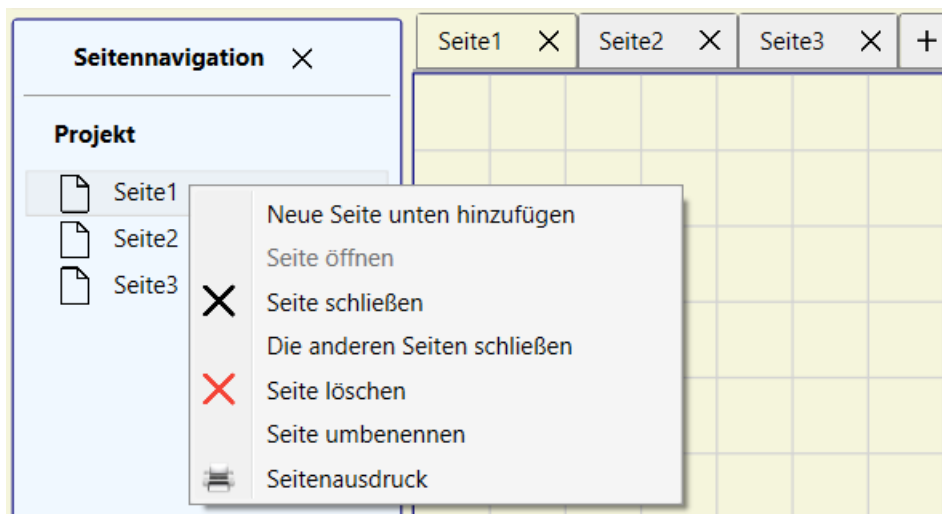 Seitennavigation
Seite1
Seite2
Seite3
Projekt
Seite1
Seite2
Seite3
Neue Seite unten hinzufügen
Seite öffnen
Seite schließen
Die anderen Seiten schließen
Seite löschen
Seite umbenennen
Seitenausdruck